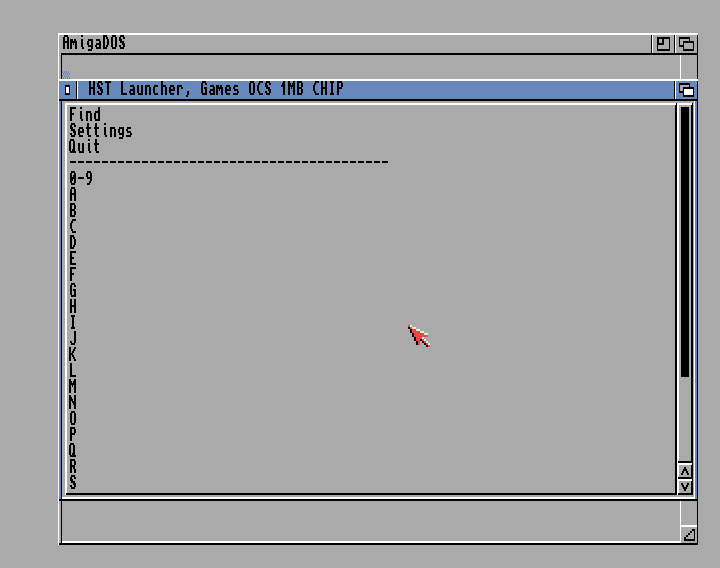 AmigaDOS
HST Launcher, Games OCS 1MB CHIP
Find
Settings
Quit
----------------------------------------
0-9
A
B
C
D
E
F
G
H
I
J
K
L
M
N
O
P
Q
R
S